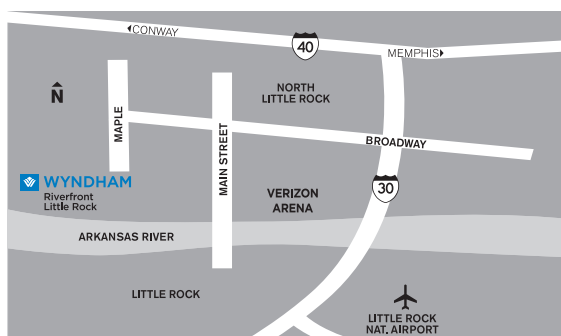 CONWAY
40
MEMPHIS
N
NORTH
LITTLE ROCK
MAPLE
MAIN STREET
BROADWAY
WYNDHAM
Riverfront
Little Rock
VERIZON
ARENA
30
ARKANSAS RIVER
LITTLE ROCK
LITTLE ROCK
NAT. AIRPORT